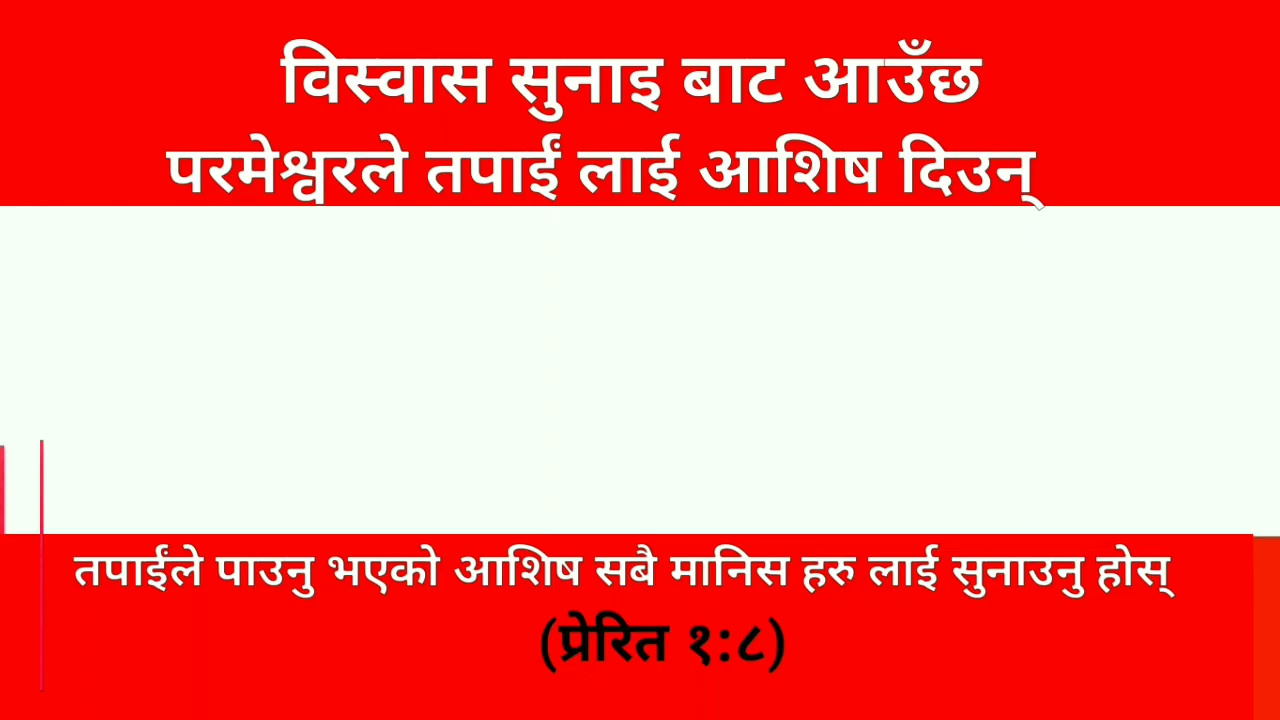 विस्वास सुनाइ बाट आउँछ
परमेश्वरले तपाईं लाई आशिष दिउन्
तपाईंले पाउनु भएको आशिष सबै मानिस हरु लाई सुनाउनु होस्
(प्रेरित १:८)